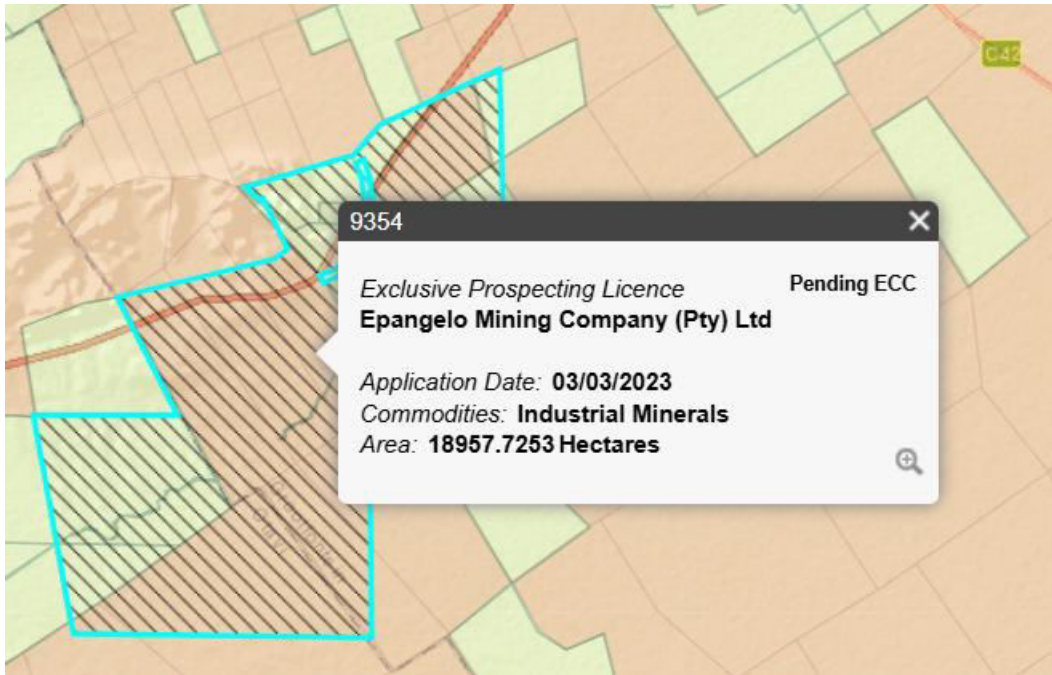 C42
9354
Exclusive Prospecting Licence
Pending ECC
Epangelo Mining Company (Pty) Ltd
Application Date: 03/03/2023
Commodities: Industrial Minerals
Area: 18957.7253 Hectares